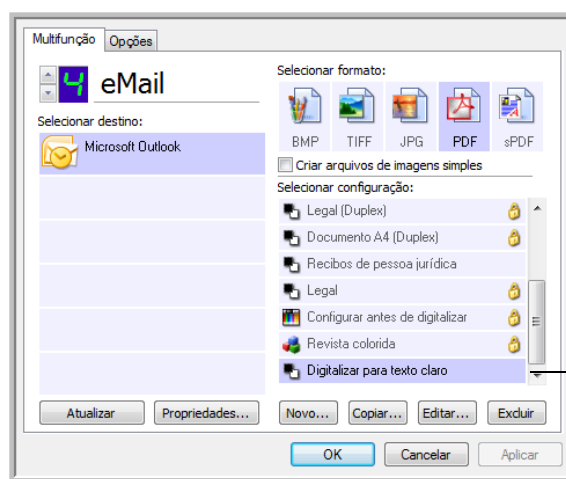 Multifunção Opções
4 eMail
Selecionar destino:
Microsoft Outlook
Atualizar Propriedades...
Selecionar formato:
BMP TIFF JPG PDF sPDF
Criar arquivos de imagens simples
Selecionar configuração:
Legal (Duplex)
Documento A4 (Duplex)
Recibos de pessoa jurídica
Legal
Configurar antes de digitalizar
Revista colorida
Digitalizar para texto claro
Novo... Copiar... Editar... Excluir
OK Cancelar Aplicar